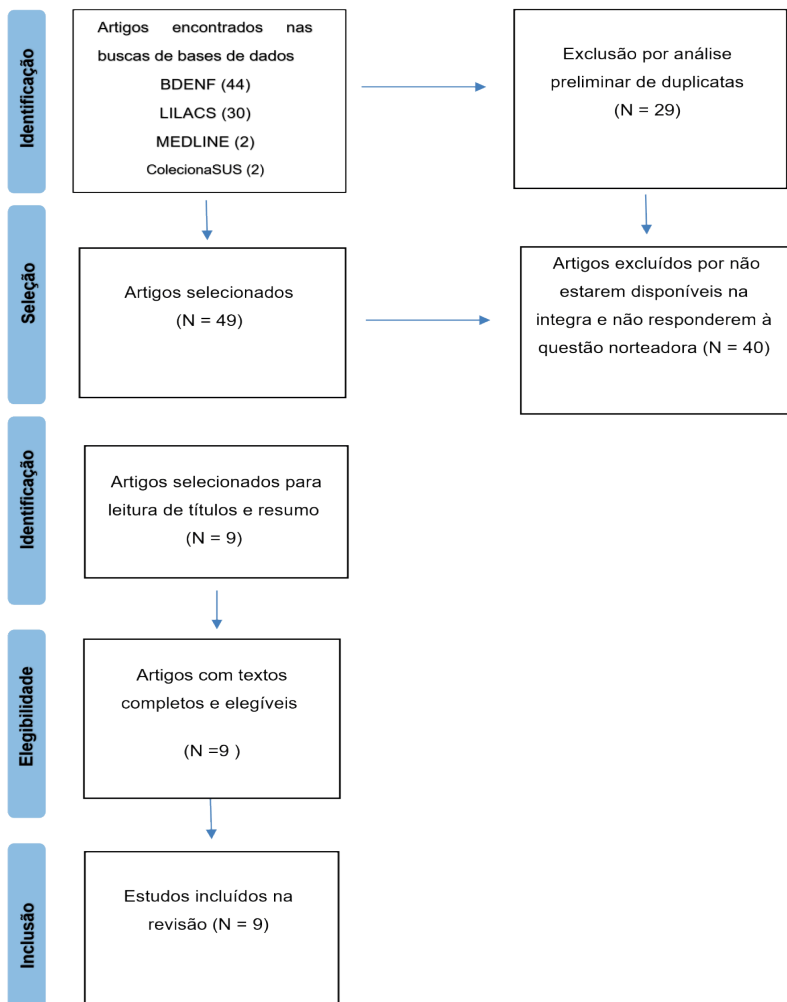 Identificação
Artigos encontrados nas
buscas de bases de dados
BDENF (44)
LILACS (30)
MEDLINE (2)
ColecionaSUS (2)
Exclusão por análise
preliminar de duplicatas
(N = 29)
Seleção
Artigos selecionados
(N = 49)
Artigos excluídos por não
estarem disponíveis na
integra e não responderem à
questão norteadora (N = 40)
Identificação
Artigos selecionados para
leitura de títulos e resumo
(N = 9)
Elegibilidade
Artigos com textos
completos e elegíveis
(N =9 )
Inclusão
Estudos incluídos na
revisão (N = 9)